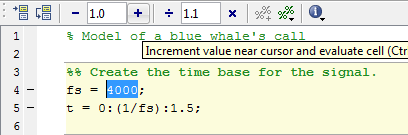 − 1.0 + ÷ 1.1 ×
1 % Model of a blue whale's call
2
Increment value near cursor and evaluate cell (Ctr
3 %% Create the time base for the signal.
4 − fs = 4000;
5 − t = 0:(1/fs):1.5;